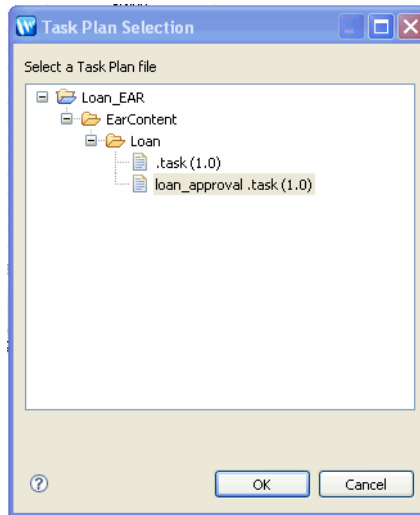 Task Plan Selection
Select a Task Plan file
Loan_EAR
EarContent
Loan
.task (1.0)
loan_approval .task (1.0)
?
OK Cancel